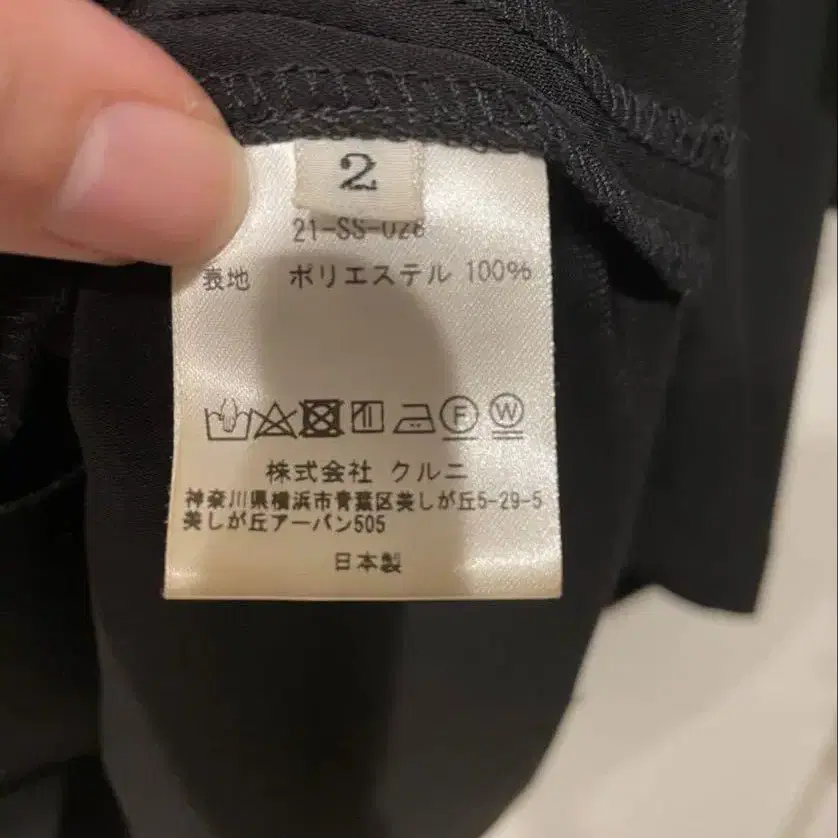 2
21-SS-028
表地 ポリエステル 100%
F W
株式会社 クルニ
神奈川県横浜市青葉区美しが丘5-29-5
美しが丘アーバン505
日本製